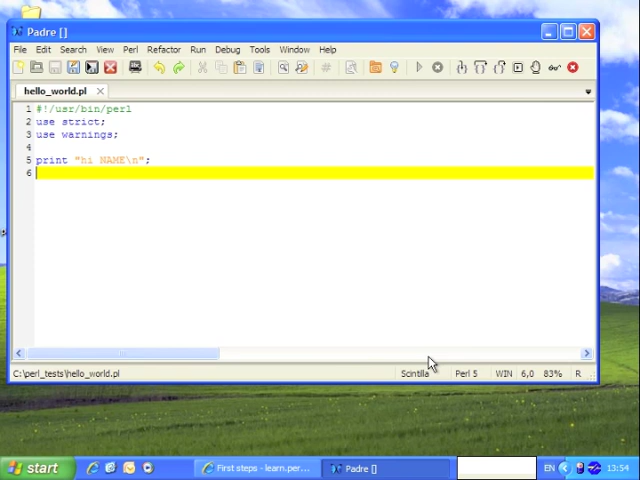 Padre []
File Edit Search View Perl Refactor Run Debug Tools Window Help
hello_world.pl
1 #!/usr/bin/perl
2 use strict;
3 use warnings;
4
5 print "hi NAME\n";
6
C:\perl_tests\hello_world.pl Scintilla Perl 5 WIN 6,0 83% R
start First steps - learn.per... Padre [] EN 13:54